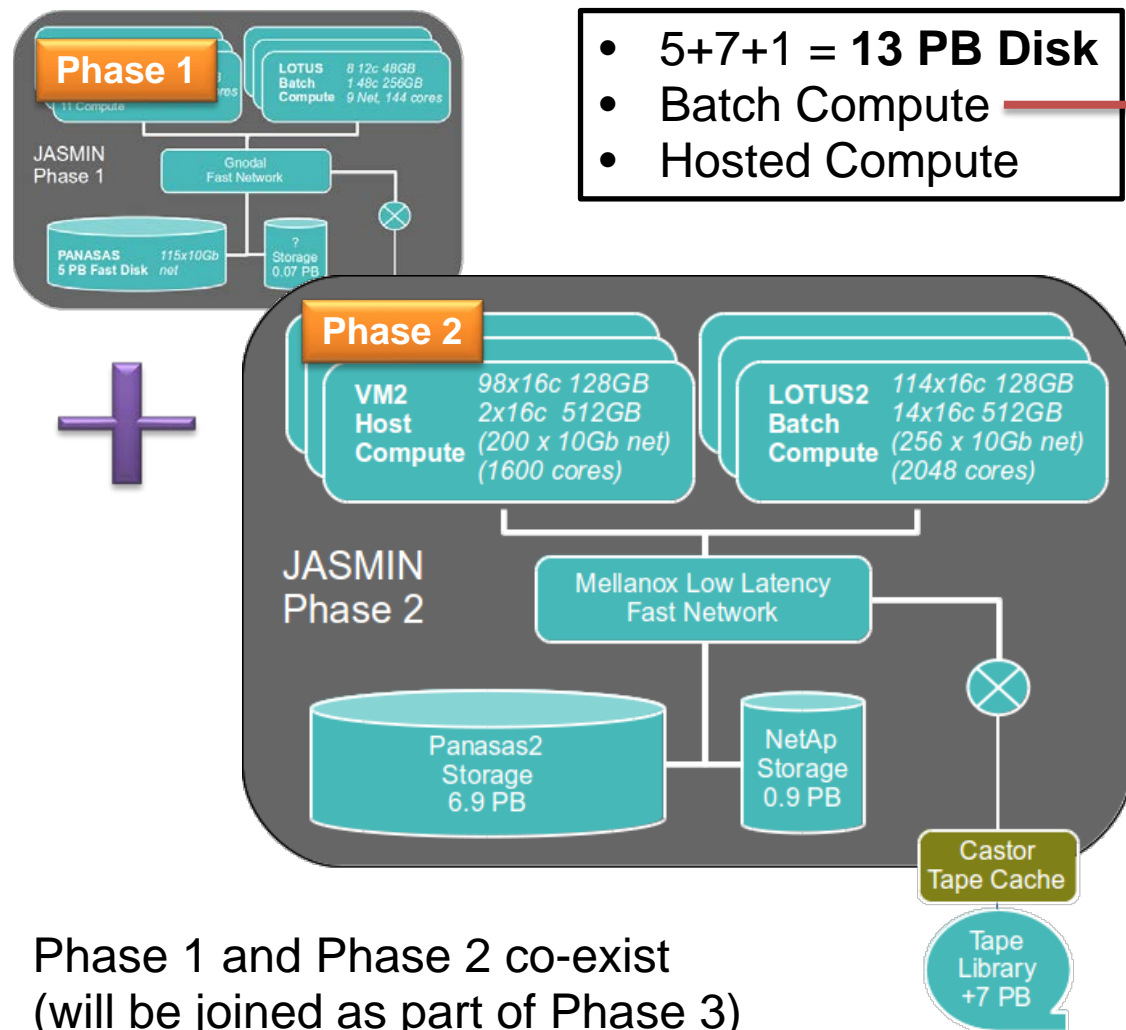 Phase 1
11 Compute
LOTUS 8 12c 48GB
Batch 1 48c 256GB
Compute 9 Net, 144 cores
JASMIN
Phase 1
Gnodal
Fast Network
PANASAS 115x10Gb
5 PB Fast Disk net
?
Storage
0.07 PB
• 5+7+1 = 13 PB Disk
• Batch Compute
• Hosted Compute
Phase 2
VM2 98x16c 128GB
Host 2x16c 512GB
Compute (200 x 10Gb net)
(1600 cores)
LOTUS2 114x16c 128GB
Batch 14x16c 512GB
Compute (256 x 10Gb net)
(2048 cores)
JASMIN
Phase 2
Mellanox Low Latency
Fast Network
Panasas2
Storage
6.9 PB
NetAp
Storage
0.9 PB
Castor
Tape Cache
Tape
Library
+7 PB
Phase 1 and Phase 2 co-exist
(will be joined as part of Phase 3)